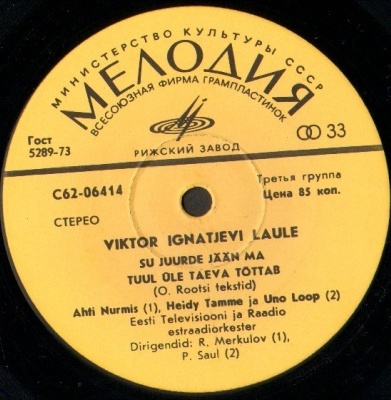 МИНИСТЕРСТВО КУЛЬТУРЫ СССР
МЕЛОДИЯ
ВСЕСОЮЗНАЯ ФИРМА ГРАМПЛАСТИНОК
Гост
5289-73
РИЖСКИЙ ЗАВОД
33
С62-06414
Третья группа
Цена 85 коп.
СТЕРЕО
VIKTOR IGNATJEVI LAULE
SU JUURDE JÄÄN MA
TUUL ÜLE TAEVA TÕTTAB
(O. Rootsi tekstid)
Ahti Nurmis (1), Heidy Tamme ja Uno Loop (2)
Eesti Televisiooni ja Raadio
estraadiorkester
Dirigendid: R. Merkulov (1),
P. Saul (2)